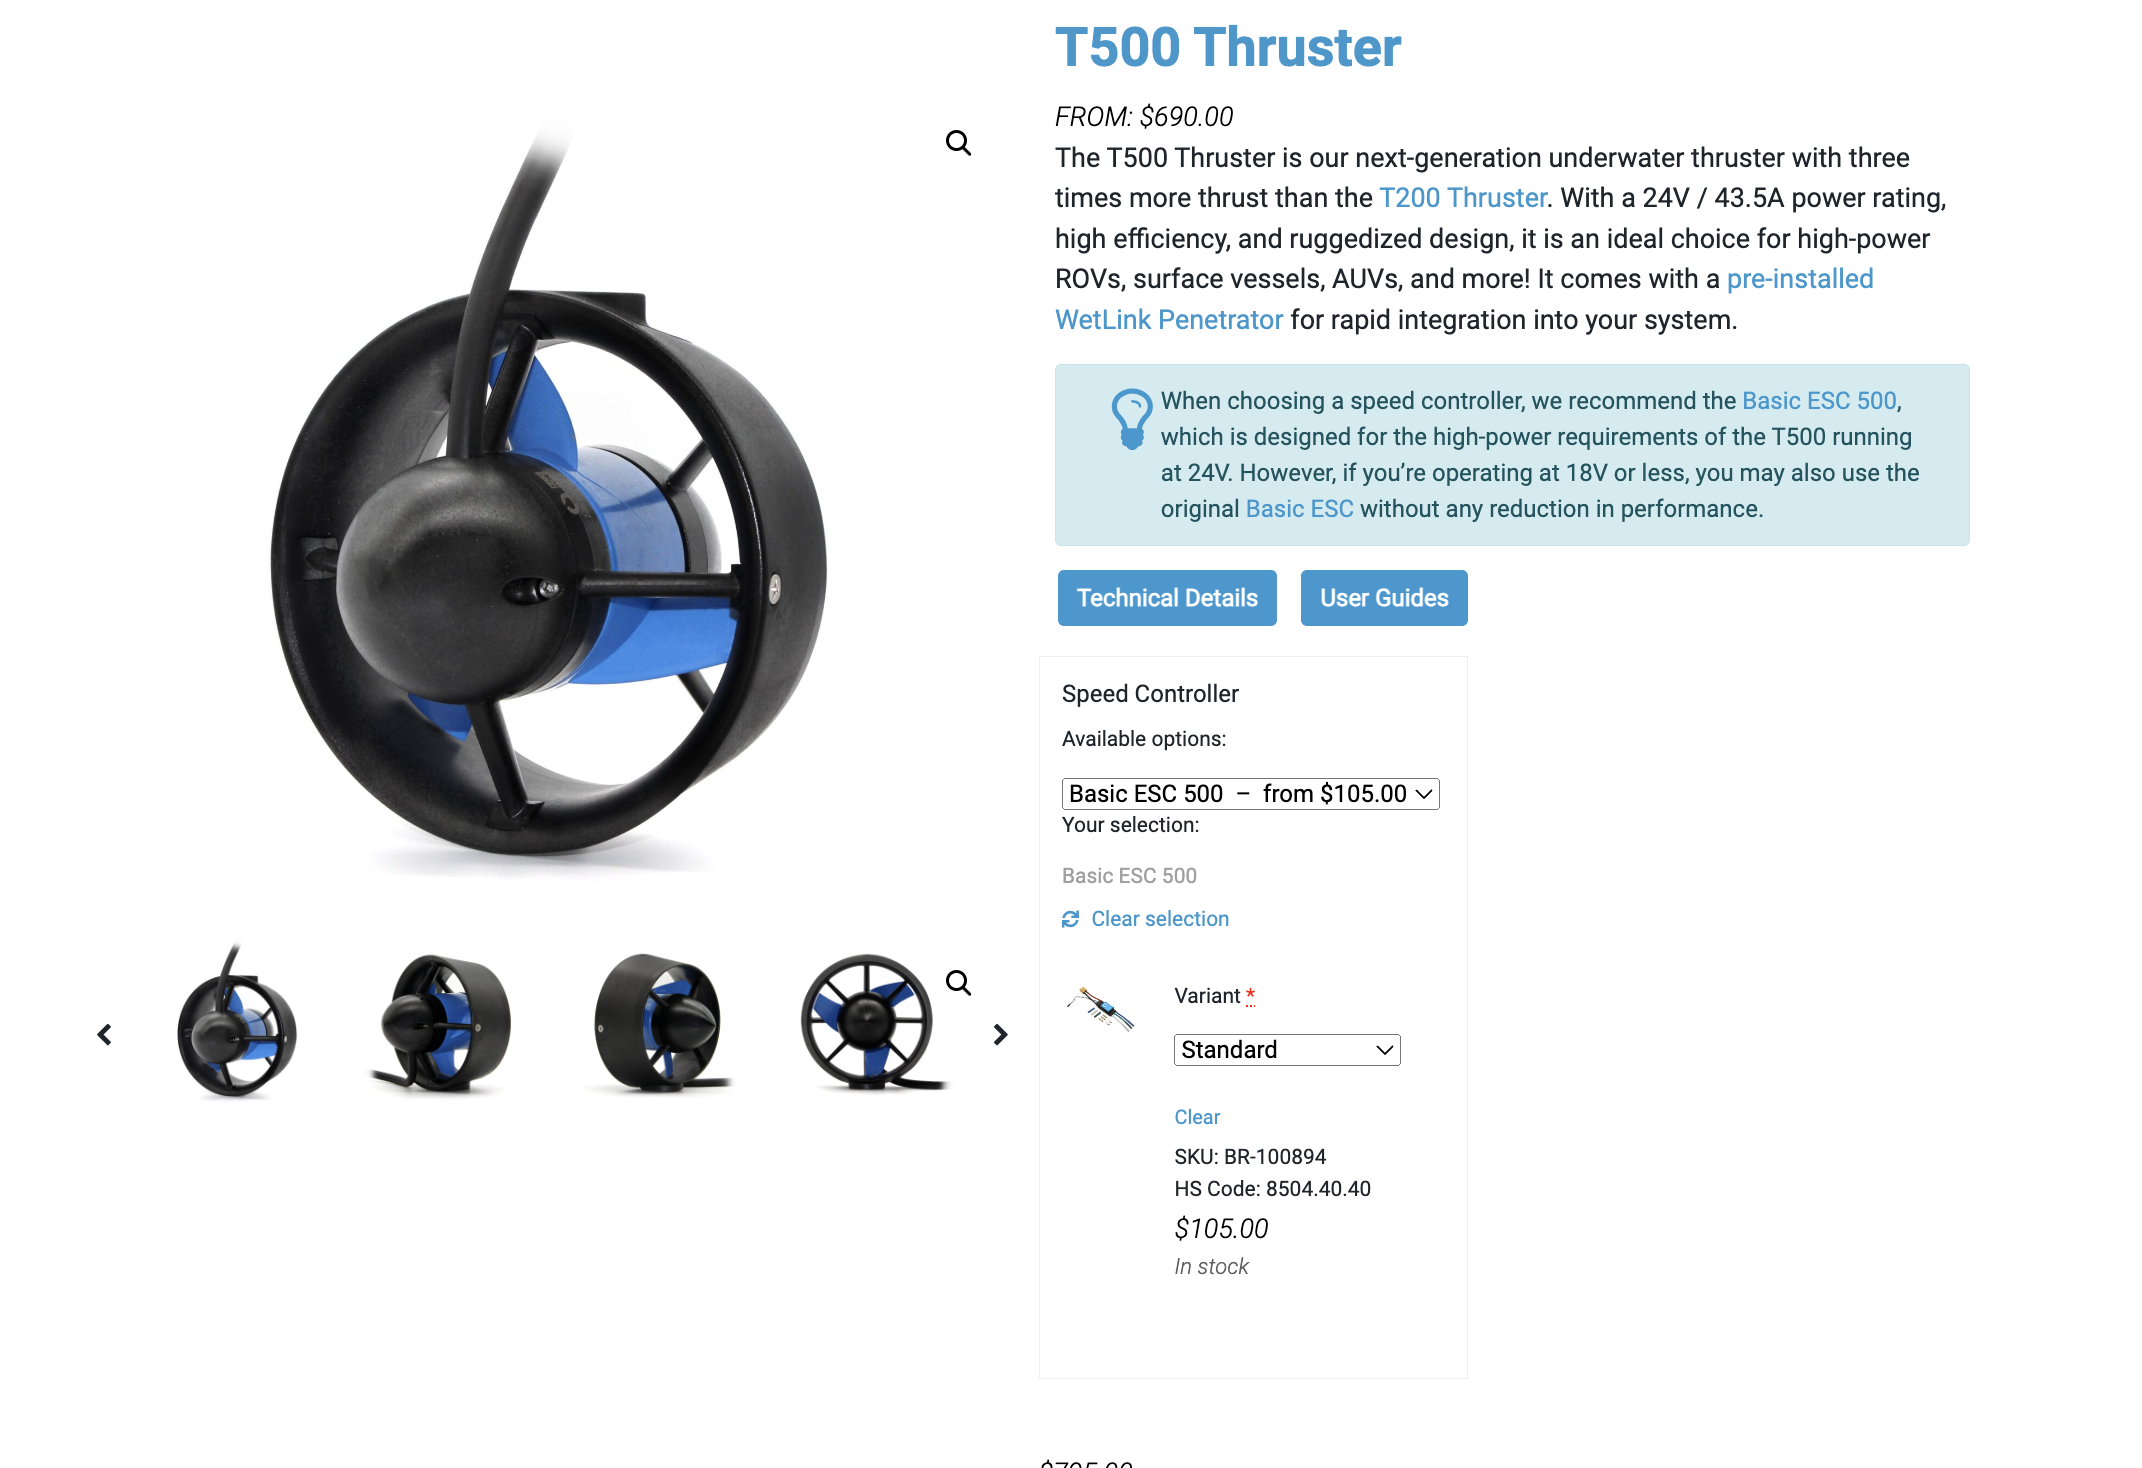 T500 Thruster
FROM: $690.00
The T500 Thruster is our next-generation underwater thruster with three
times more thrust than the T200 Thruster. With a 24V / 43.5A power rating,
high efficiency, and ruggedized design, it is an ideal choice for high-power
ROVs, surface vessels, AUVs, and more! It comes with a pre-installed
WetLink Penetrator for rapid integration into your system.
When choosing a speed controller, we recommend the Basic ESC 500,
which is designed for the high-power requirements of the T500 running
at 24V. However, if you’re operating at 18V or less, you may also use the
original Basic ESC without any reduction in performance.
Technical Details
User Guides
Speed Controller
Available options:
Basic ESC 500 – from $105.00
Your selection:
Basic ESC 500
Clear selection
Variant *
Standard
Clear
SKU: BR-100894
HS Code: 8504.40.40
$105.00
In stock